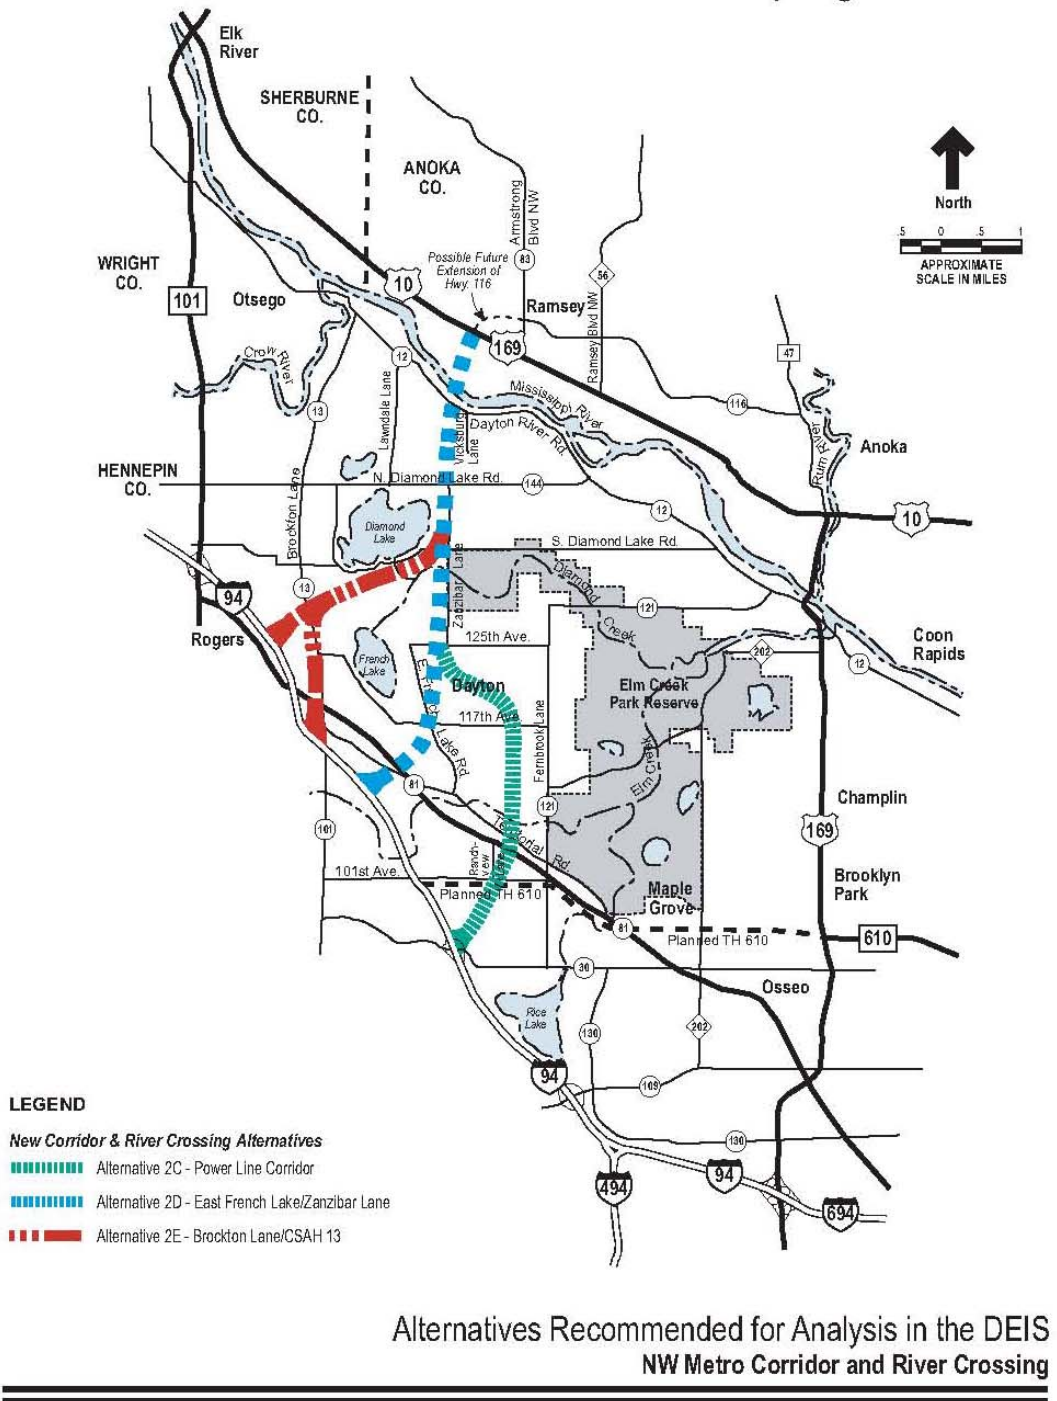 Elk
River
SHERBURNE
CO.
ANOKA
CO.
Armstrong
Blvd NW
North
.5 0 .5 1
APPROXIMATE
SCALE IN MILES
WRIGHT
CO.
101
Otsego
Possible Future
Extension of
Hwy. 116
83
56
10
Ramsey
169
Ramsey Blvd NW
47
Crow River
12
13
Lawndale Lane
Mississippi River
Vicksburg
Lane
Dayton River Rd.
116
Rum River
Anoka
HENNEPIN
CO.
N. Diamond Lake Rd.
144
12
10
Brockton Lane
Diamond
Lake
S. Diamond Lake Rd.
Zanzibar Lane
Diamond
Creek
94
13
121
Rogers
125th Ave.
202
12
Coon
Rapids
French
Lake
E. French
Lake Rd.
Dayton
Elm Creek
Park Reserve
117th Ave.
Fernbrook Lane
Elm Creek
81
121
Champlin
101
Territorial Rd.
169
101st Ave.
Ranch-
view
Lane
Planned TH 610
Maple
Grove
Brooklyn
Park
81
Planned TH 610
610
30
Osseo
Rice
Lake
130
202
94
109
130
94
494
694
LEGEND
New Corridor & River Crossing Alternatives
Alternative 2C - Power Line Corridor
Alternative 2D - East French Lake/Zanzibar Lane
Alternative 2E - Brockton Lane/CSAH 13
Alternatives Recommended for Analysis in the DEIS
NW Metro Corridor and River Crossing